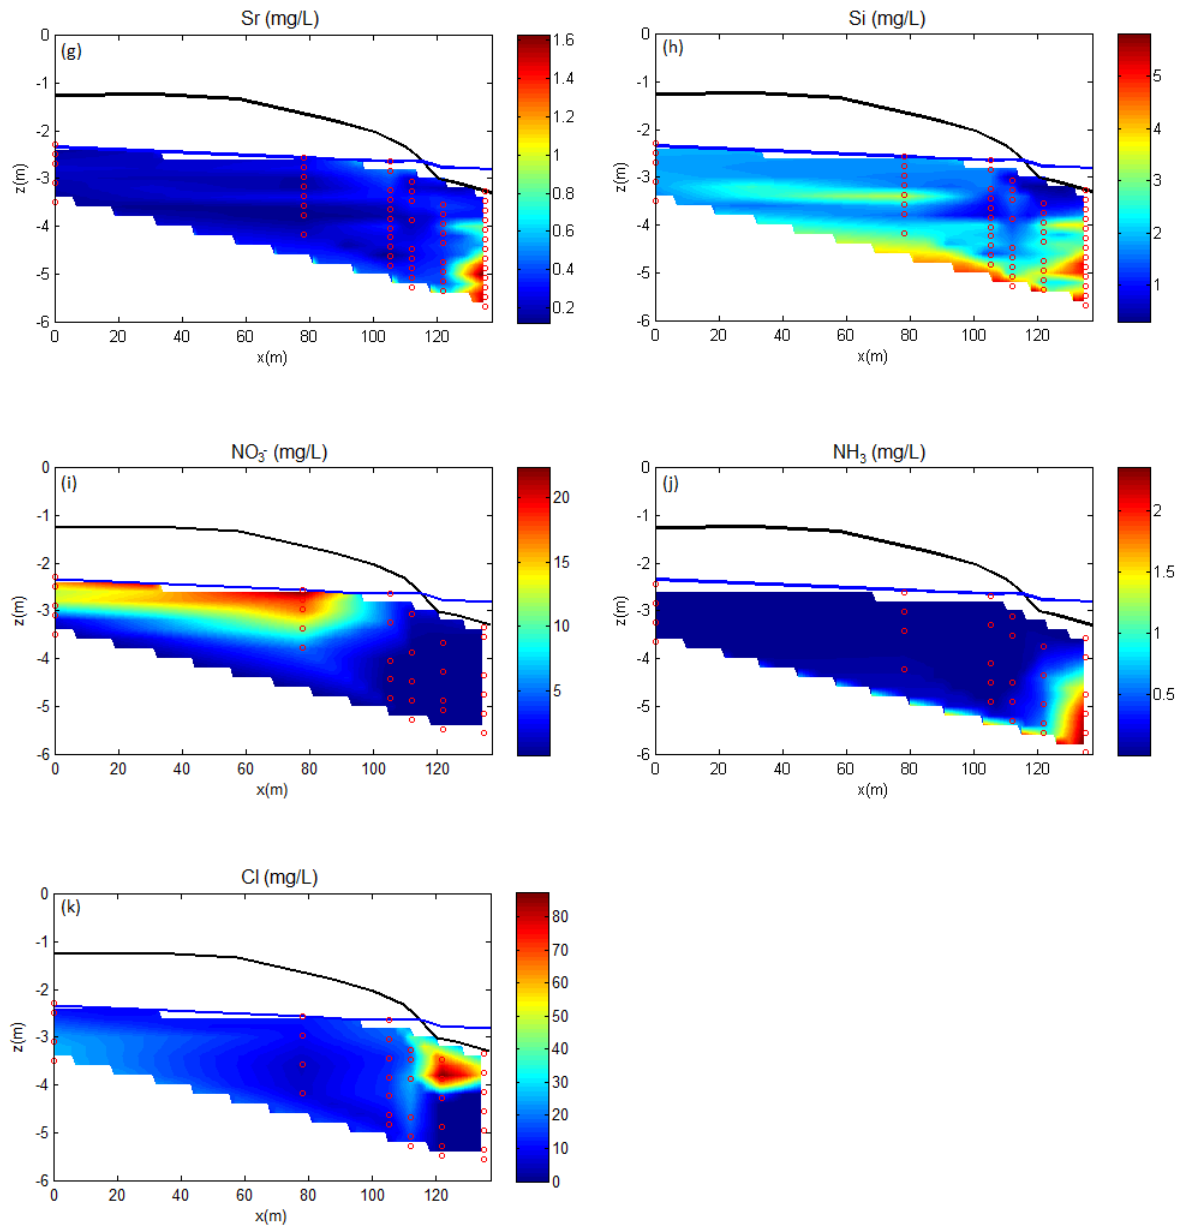 Sr (mg/L)
(g)
0
-1
-2
-3
-4
-5
-6
z(m)
0 20 40 60 80 100 120
x(m)
1.6
1.4
1.2
1
0.8
0.6
0.4
0.2
Si (mg/L)
(h)
0
-1
-2
-3
-4
-5
-6
z(m)
0 20 40 60 80 100 120
x(m)
5
4
3
2
1
NO₃⁻ (mg/L)
(i)
0
-1
-2
-3
-4
-5
-6
z(m)
0 20 40 60 80 100 120
x(m)
20
15
10
5
NH₃ (mg/L)
(j)
0
-1
-2
-3
-4
-5
-6
z(m)
0 20 40 60 80 100 120
x(m)
2
1.5
1
0.5
Cl (mg/L)
(k)
0
-1
-2
-3
-4
-5
-6
z(m)
0 20 40 60 80 100 120
x(m)
80
70
60
50
40
30
20
10
0